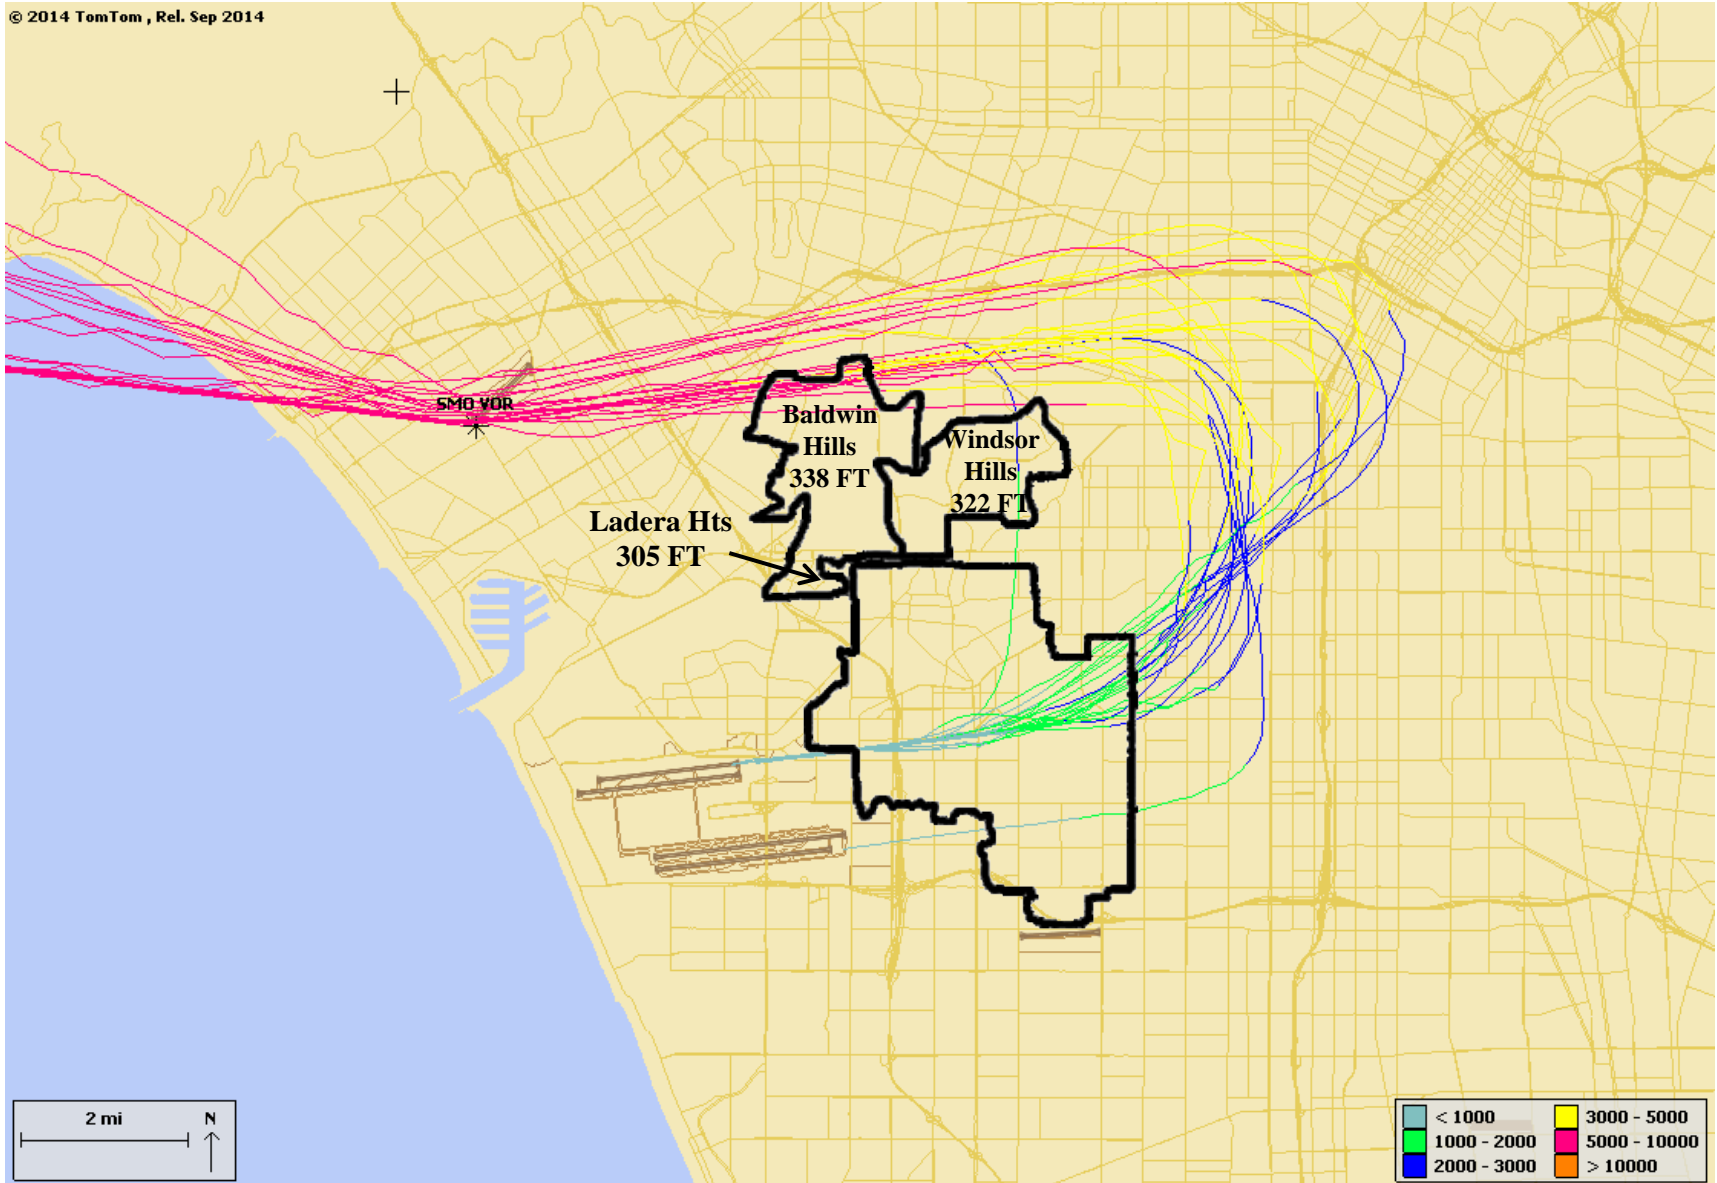 © 2014 TomTom , Rel. Sep 2014
SMO VOR
Baldwin
Hills
338 FT
Windsor
Hills
322 FT
Ladera Hts
305 FT
2 mi
N
< 1000
1000 - 2000
2000 - 3000
3000 - 5000
5000 - 10000
> 10000